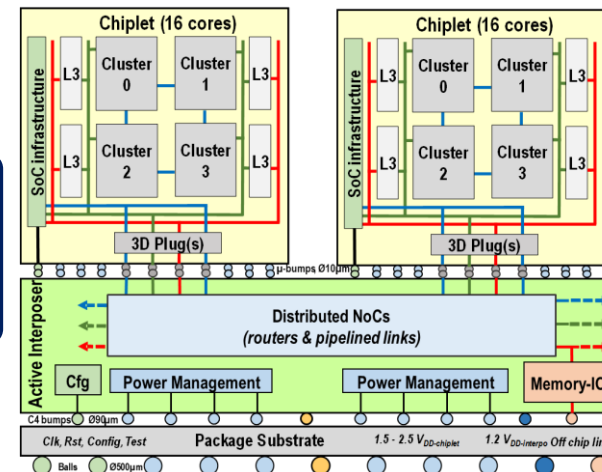 Chiplet (16 cores)
SoC infrastructure
L3
Cluster
0
Cluster
1
L3
L3
Cluster
2
Cluster
3
L3
3D Plug(s)
Chiplet (16 cores)
SoC infrastructure
L3
Cluster
0
Cluster
1
L3
L3
Cluster
2
Cluster
3
L3
3D Plug(s)
µ-bumps Ø10µm
Active Interposer
Distributed NoCs
(routers & pipelined links)
Cfg
Power Management
Power Management
Memory-IO
C4 bumps Ø90µm
Clk, Rst, Config, Test
Package Substrate
1.5 - 2.5 VDD-chiplet
1.2 VDD-interpo
Off chip
Balls Ø500µm